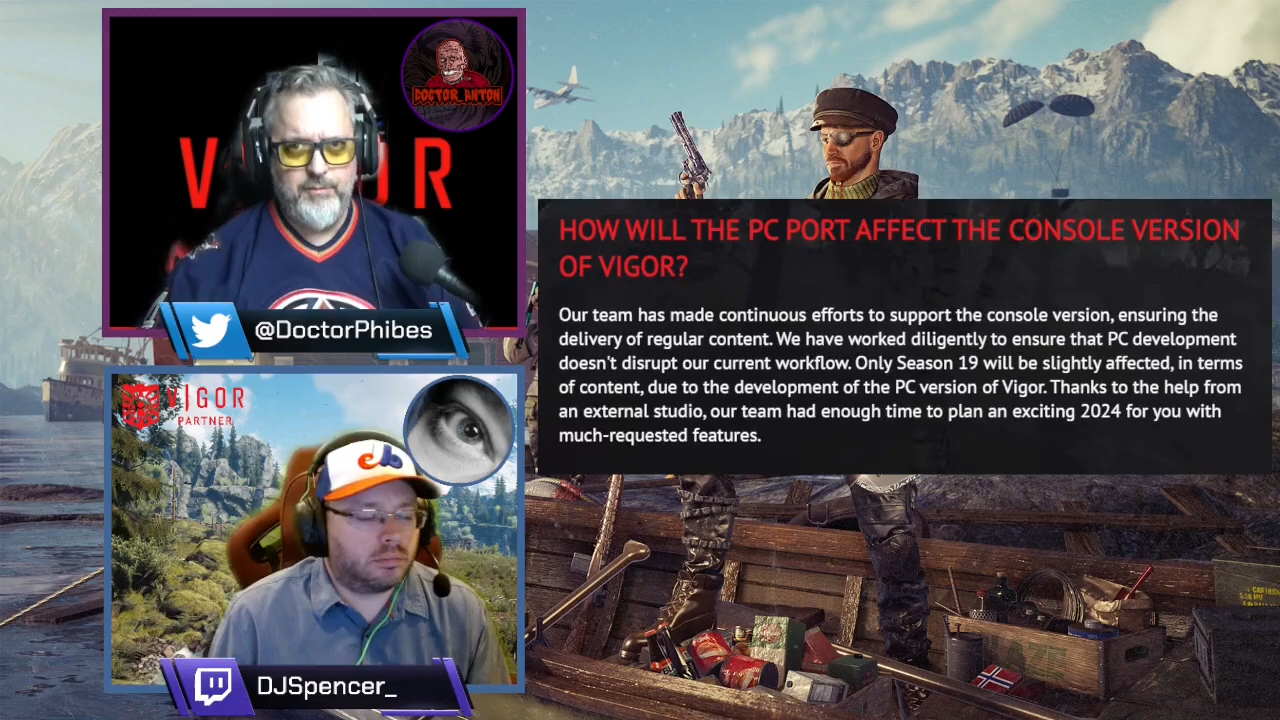 DOCTOR_ANTON
V OR
@DoctorPhibes
VIGOR
PARTNER
DJSpencer_
HOW WILL THE PC PORT AFFECT THE CONSOLE VERSION
OF VIGOR?
Our team has made continuous efforts to support the console version, ensuring the
delivery of regular content. We have worked diligently to ensure that PC development
doesn't disrupt our current workflow. Only Season 19 will be slightly affected, in terms
of content, due to the development of the PC version of Vigor. Thanks to the help from
an external studio, our team had enough time to plan an exciting 2024 for you with
much-requested features.